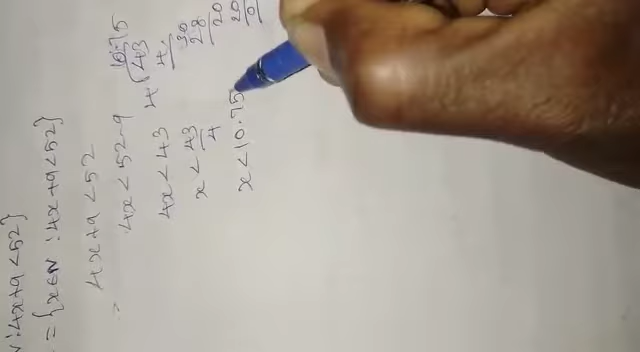 N : 4x+9<52}
= {x∈N : 4x+9<52}
4x+9<52
4x<52-9
4x<43
x<43/4
x<10.75
10.75
4 43
4
30
28
20
20
0